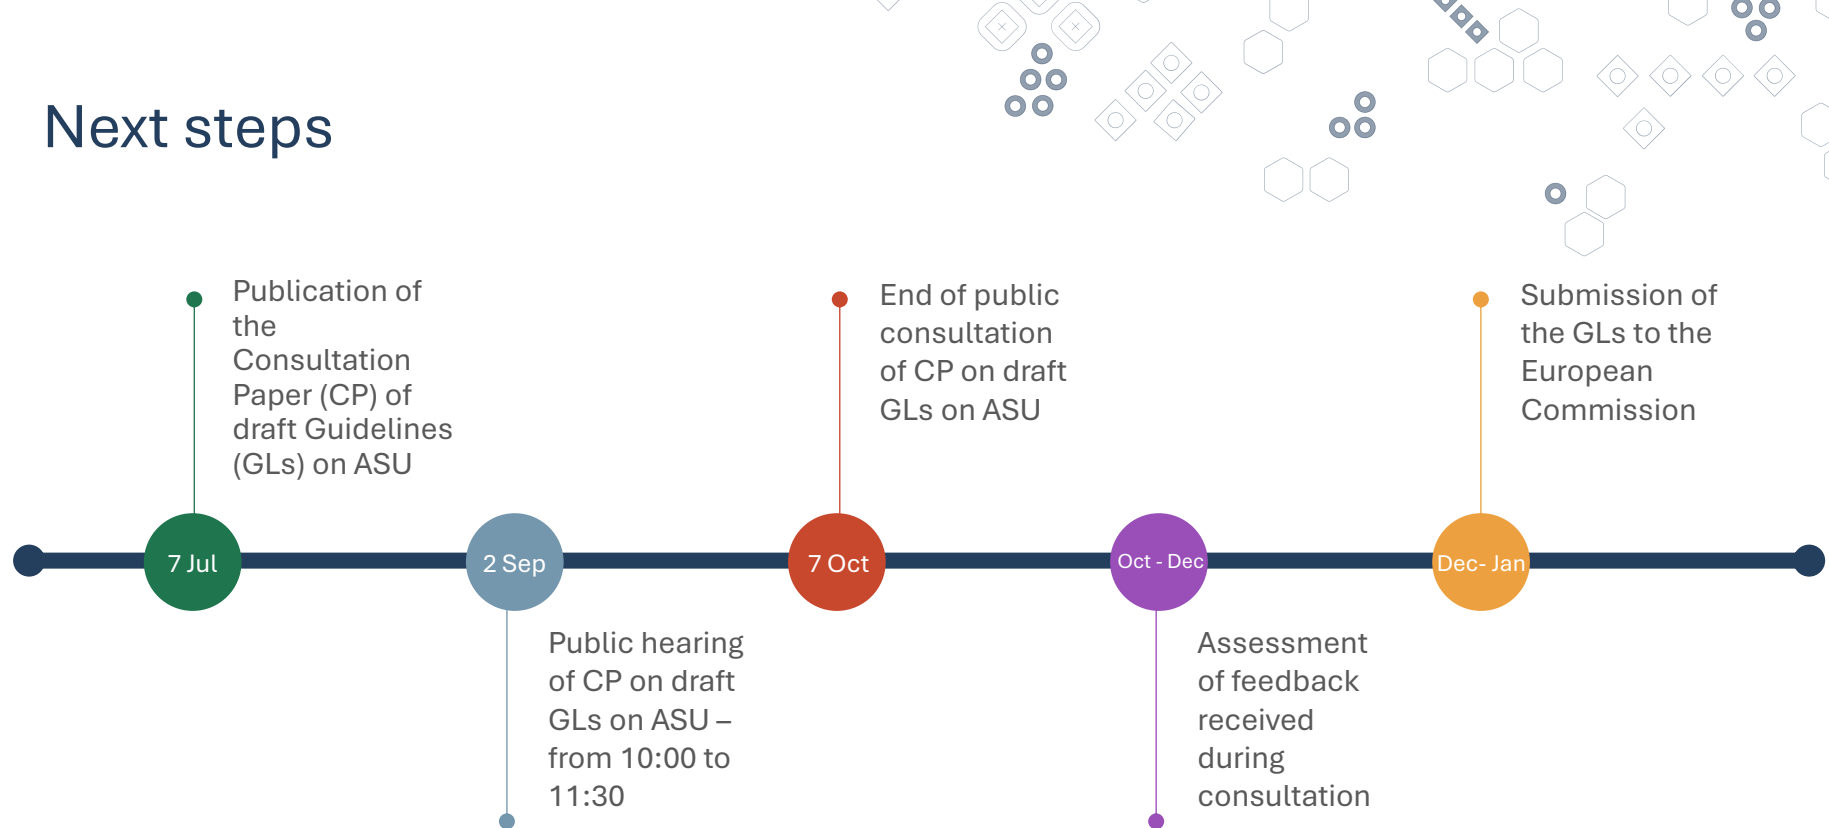 Next steps
Publication of
the
Consultation
Paper (CP) of
draft Guidelines
(GLs) on ASU
End of public
consultation
of CP on draft
GLs on ASU
Submission of
the GLs to the
European
Commission
7 Jul
2 Sep
7 Oct
Oct - Dec
Dec- Jan
Public hearing
of CP on draft
GLs on ASU –
from 10:00 to
11:30
Assessment
of feedback
received
during
consultation